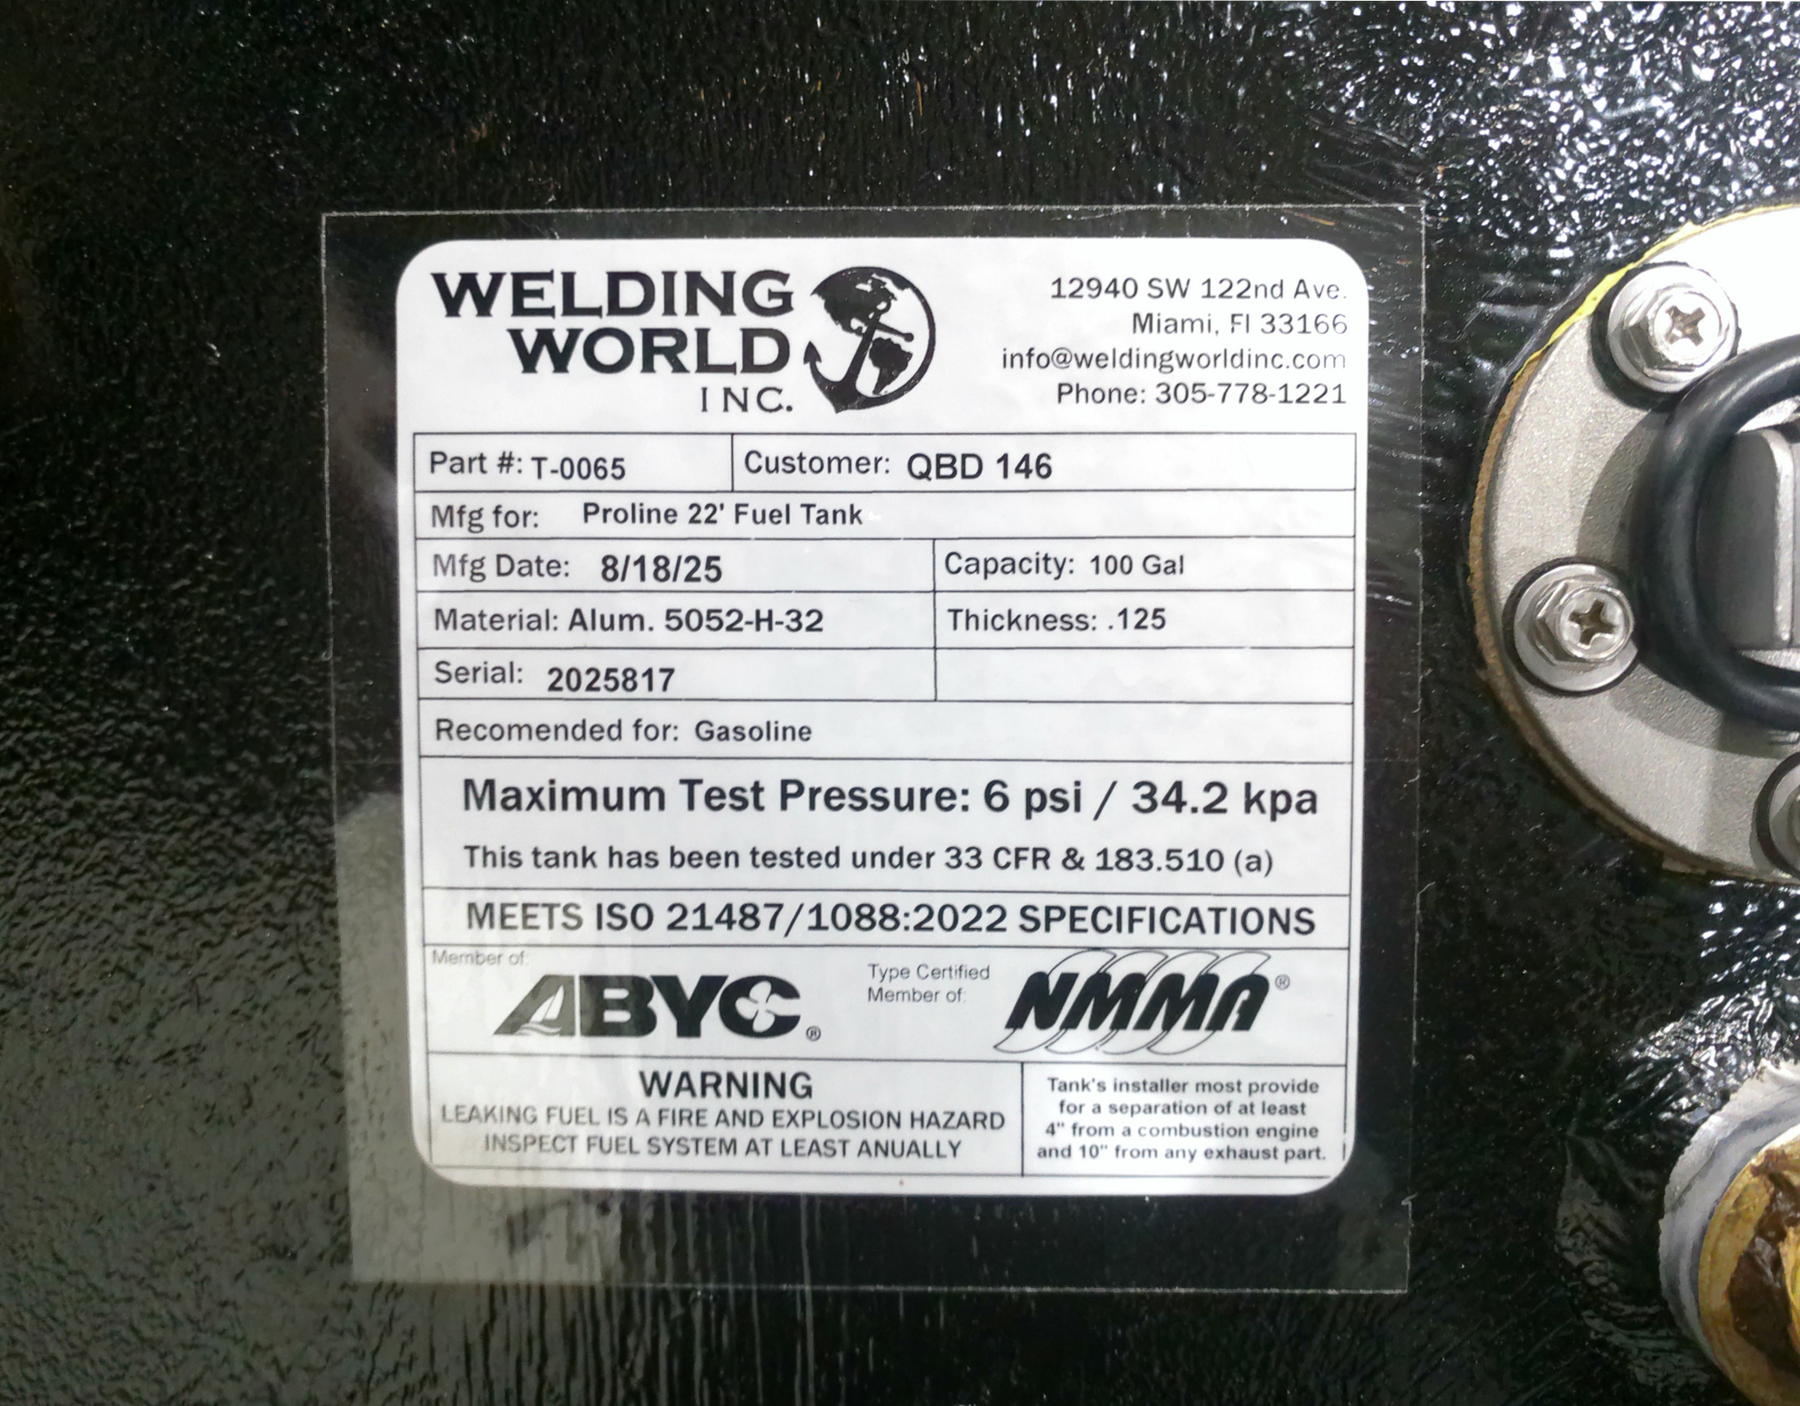 WELDING
WORLD
INC.
12940 SW 122nd Ave.
Miami, Fl 33166
info@weldingworldinc.com
Phone: 305-778-1221
Part #: T-0065
Customer: QBD 146
Mfg for: Proline 22' Fuel Tank
Mfg Date: 8/18/25
Capacity: 100 Gal
Material: Alum. 5052-H-32
Thickness: .125
Serial: 2025817
Recomended for: Gasoline
Maximum Test Pressure: 6 psi / 34.2 kpa
This tank has been tested under 33 CFR & 183.510 (a)
MEETS ISO 21487/1088:2022 SPECIFICATIONS
Member of:
ABYC®
Type Certified
Member of:
NMMA®
WARNING
LEAKING FUEL IS A FIRE AND EXPLOSION HAZARD
INSPECT FUEL SYSTEM AT LEAST ANUALLY
Tank's installer most provide
for a separation of at least
4" from a combustion engine
and 10" from any exhaust part.